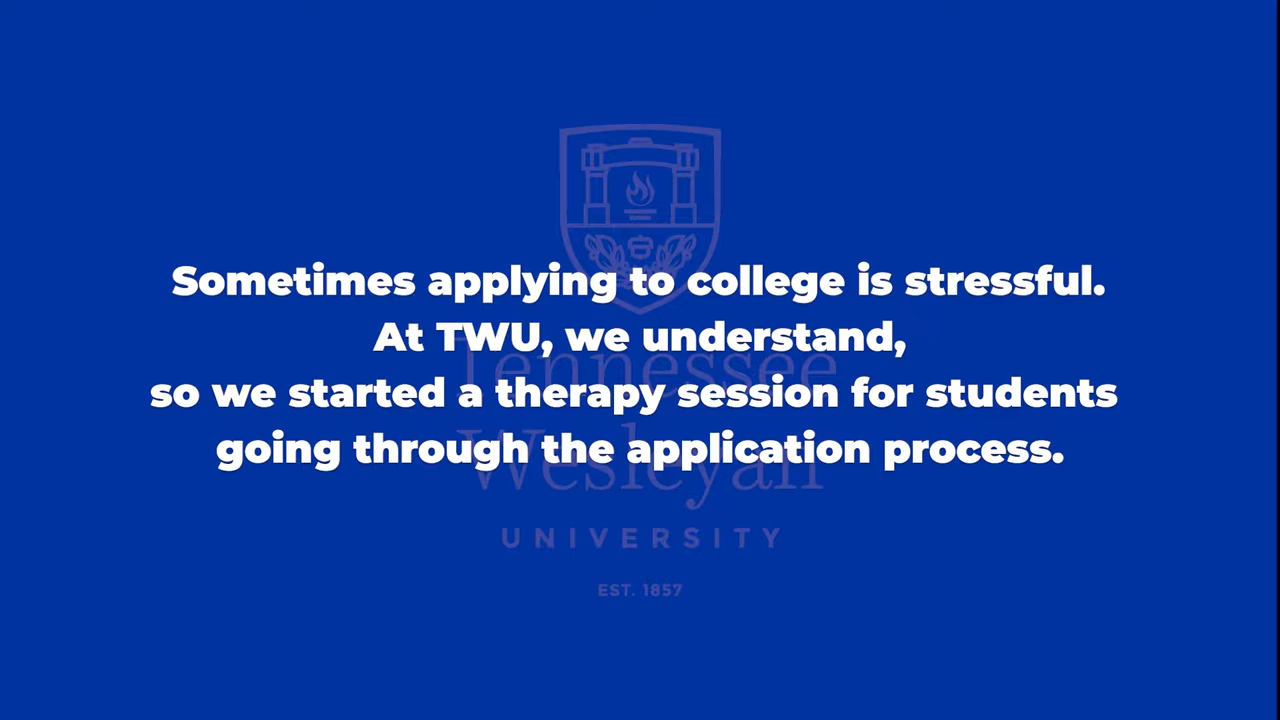 Sometimes applying to college is stressful.
At TWU, we understand,
so we started a therapy session for students
going through the application process.
Tennessee
Wesleyan
UNIVERSITY
EST. 1857